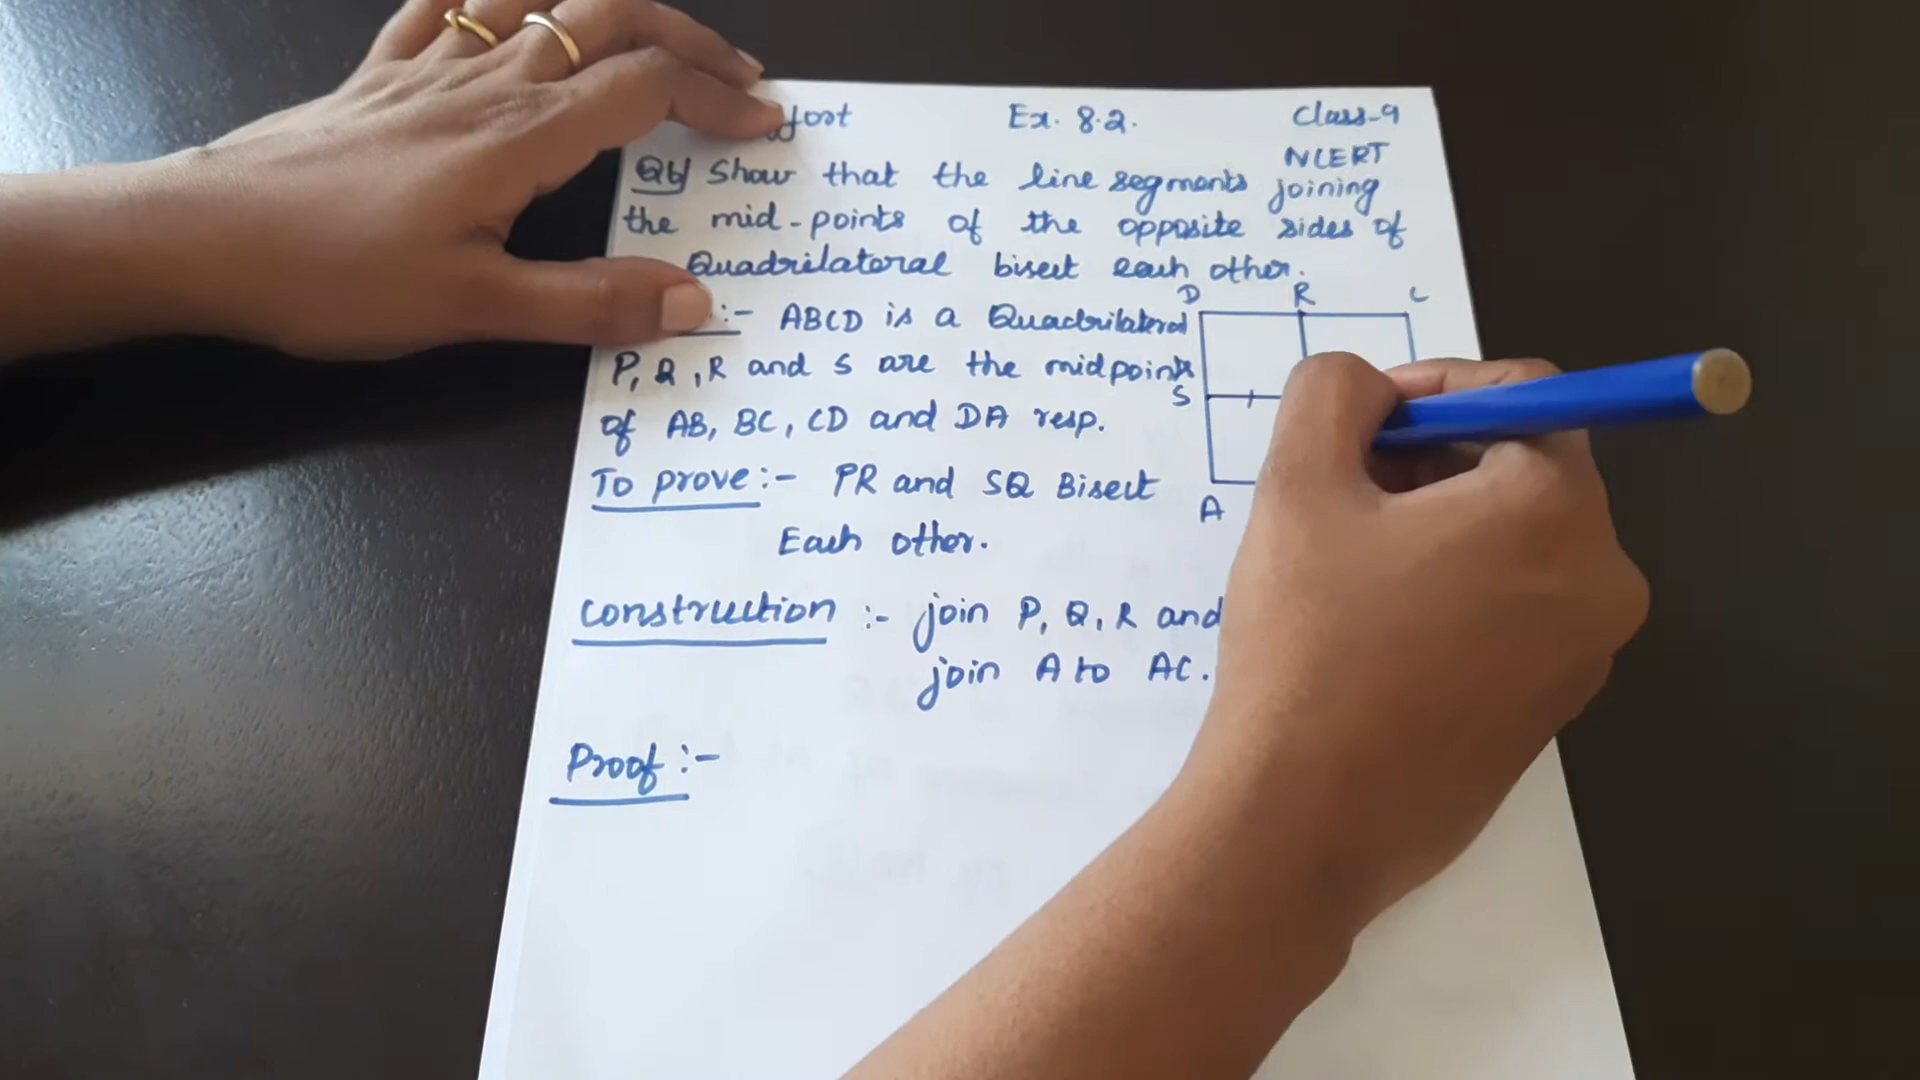 Ex. 8.2.
Class-9
NCERT
Q6 Show that the line segments joining
the mid-points of the opposite sides of
Quadrilateral bisect each other.
:- ABCD is a Quadrilateral
P, Q, R and S are the midpoints
of AB, BC, CD and DA resp.
To prove :- PR and SQ Bisect
Each other.
Construction :- join P, Q, R and
join A to AC.
Proof :-
D R C
S
A